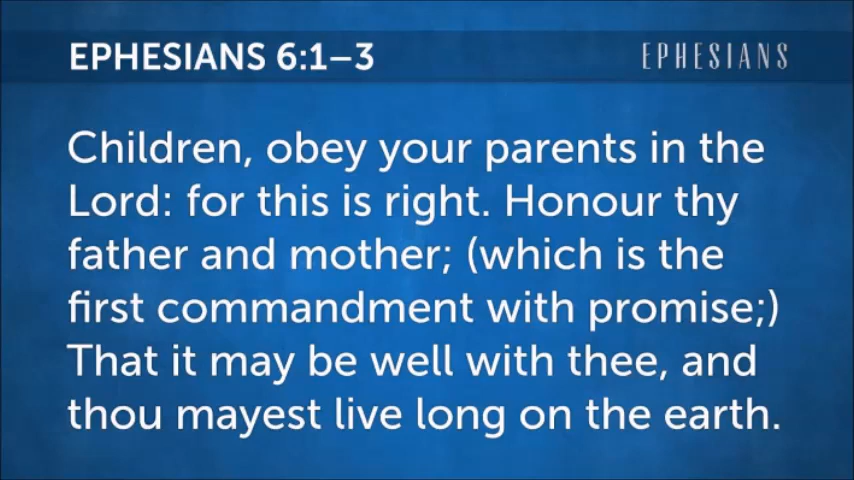 EPHESIANS 6:1–3
EPHESIANS
Children, obey your parents in the
Lord: for this is right. Honour thy
father and mother; (which is the
first commandment with promise;)
That it may be well with thee, and
thou mayest live long on the earth.